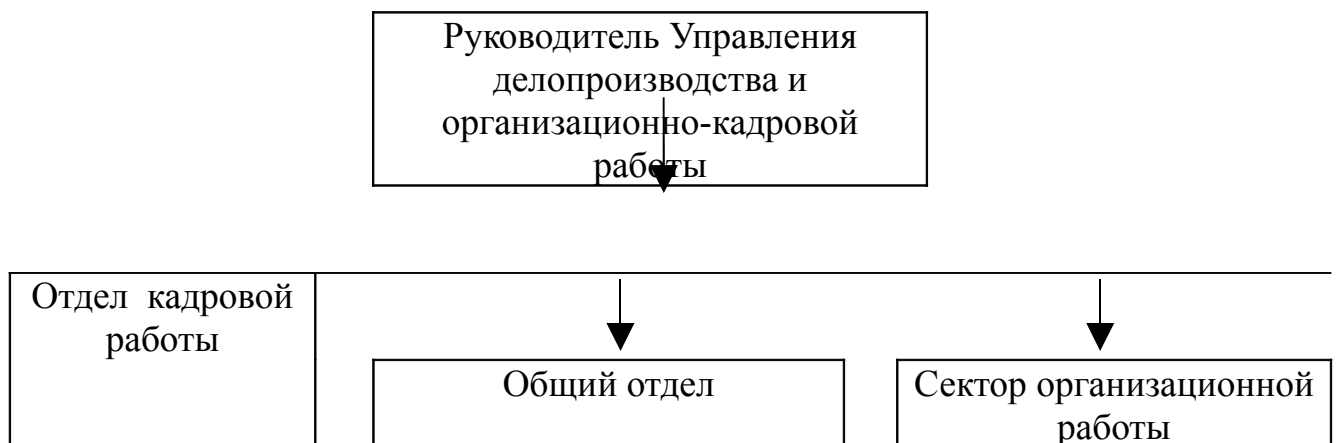 Руководитель Управления
делопроизводства и
организационно-кадровой
работы
Отдел кадровой
работы
Общий отдел
Сектор организационной
работы